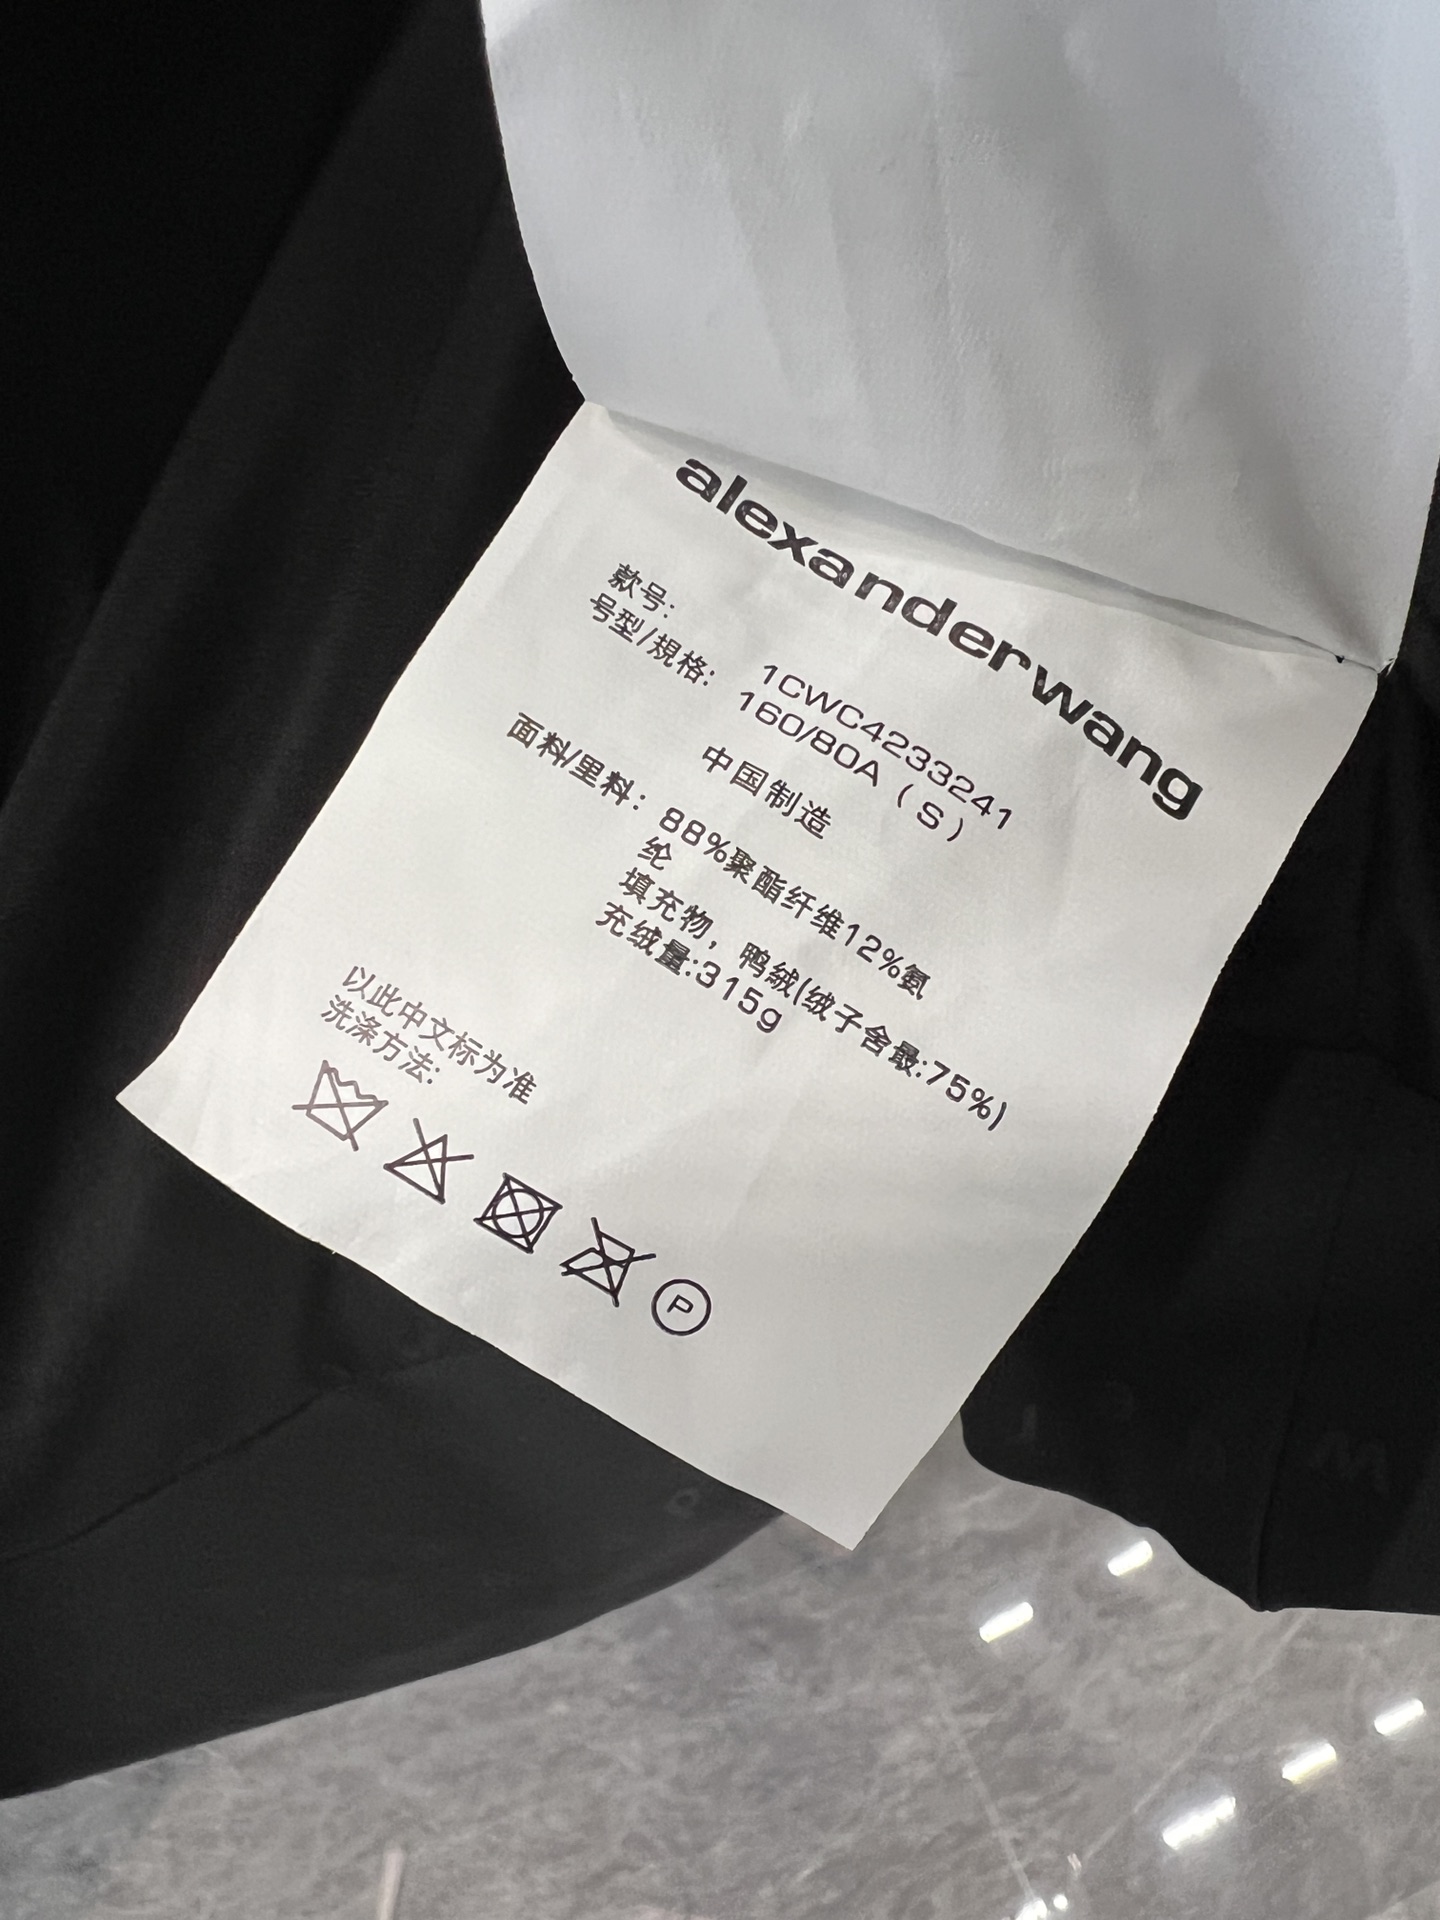 alexanderwang
款号: 1CWC4233241
号型/規格: 160/80A (S)
中国制造
面料/里料: 88%聚酯纤维12%氨
纶
填充物, 鸭絨(绒子舍最:75%)
充绒量:315g
以此中文标为准
洗涤方法:
P